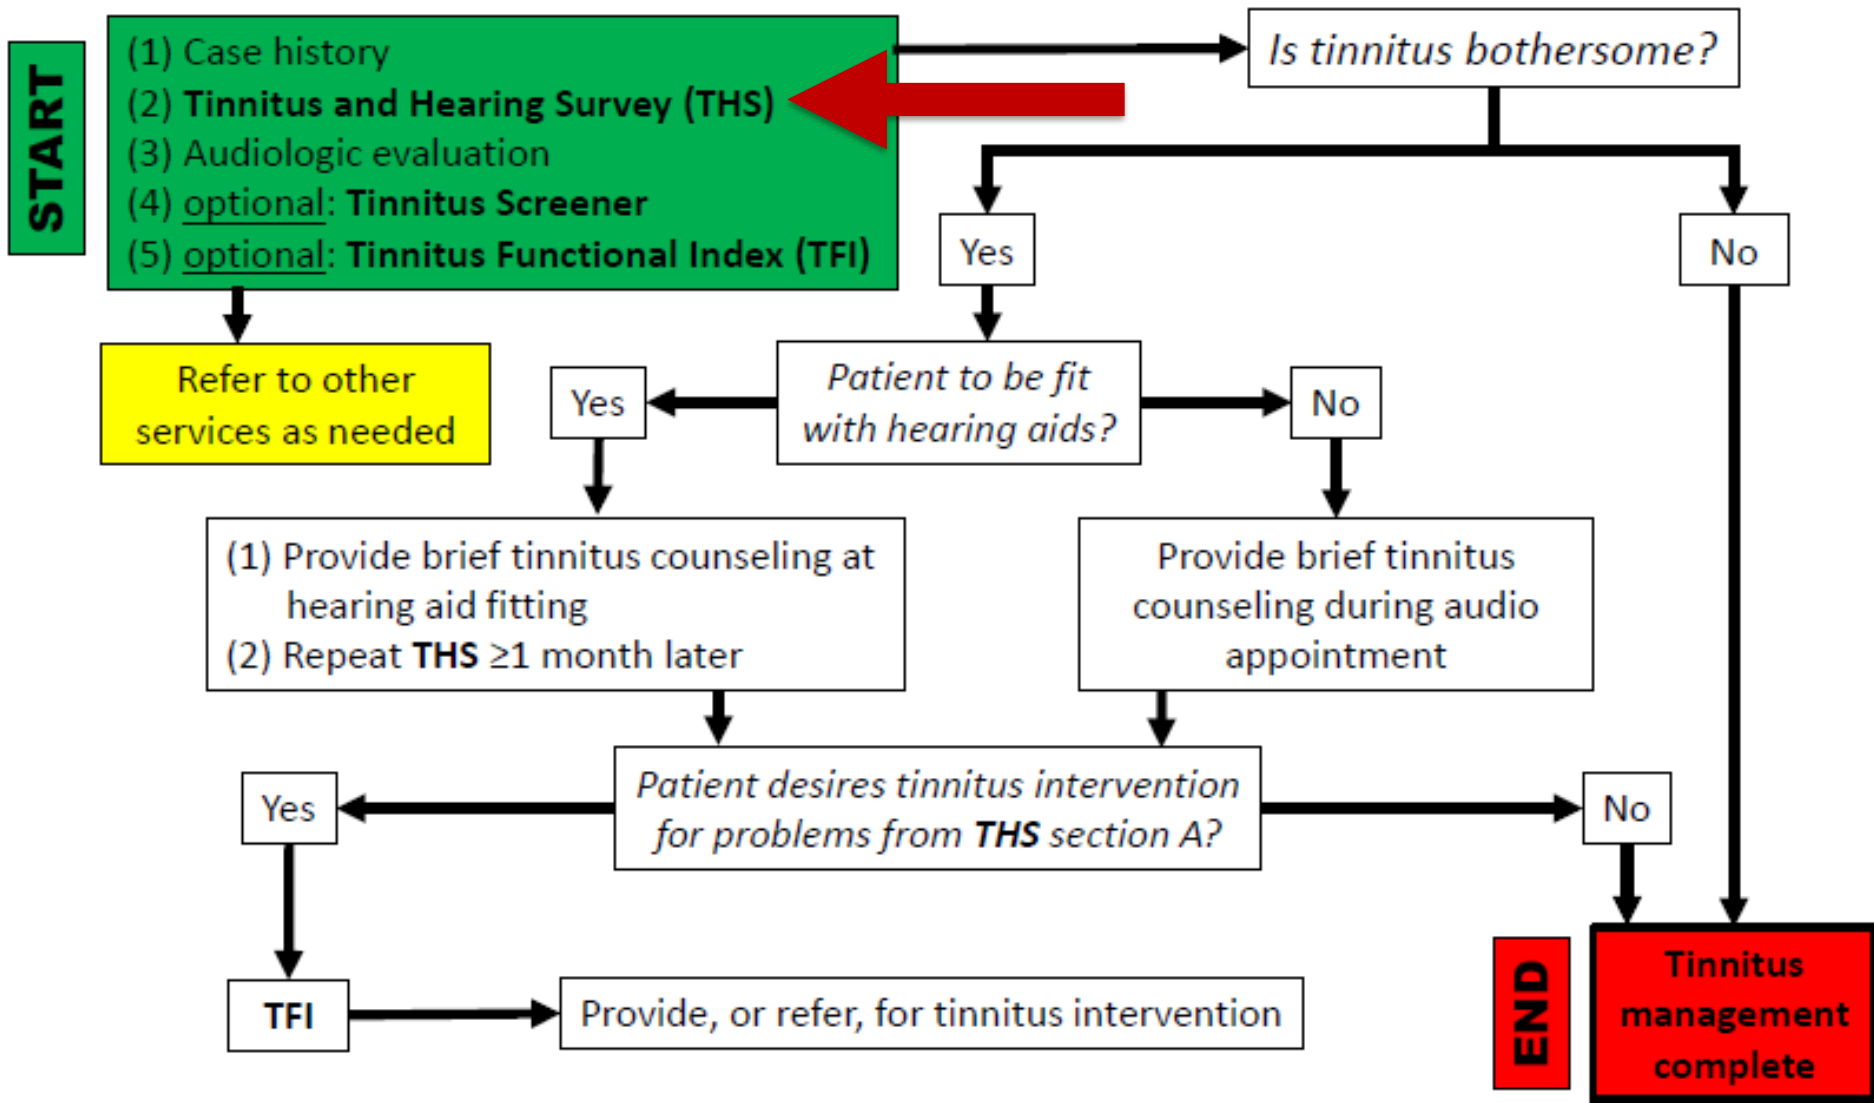 START
(1) Case history
(2) Tinnitus and Hearing Survey (THS)
(3) Audiologic evaluation
(4) optional: Tinnitus Screener
(5) optional: Tinnitus Functional Index (TFI)
Is tinnitus bothersome?
Yes
No
Refer to other
services as needed
Patient to be fit
with hearing aids?
Yes
No
(1) Provide brief tinnitus counseling at
hearing aid fitting
(2) Repeat THS ≥1 month later
Provide brief tinnitus
counseling during audio
appointment
Patient desires tinnitus intervention
for problems from THS section A?
Yes
No
TFI
Provide, or refer, for tinnitus intervention
END
Tinnitus
management
complete